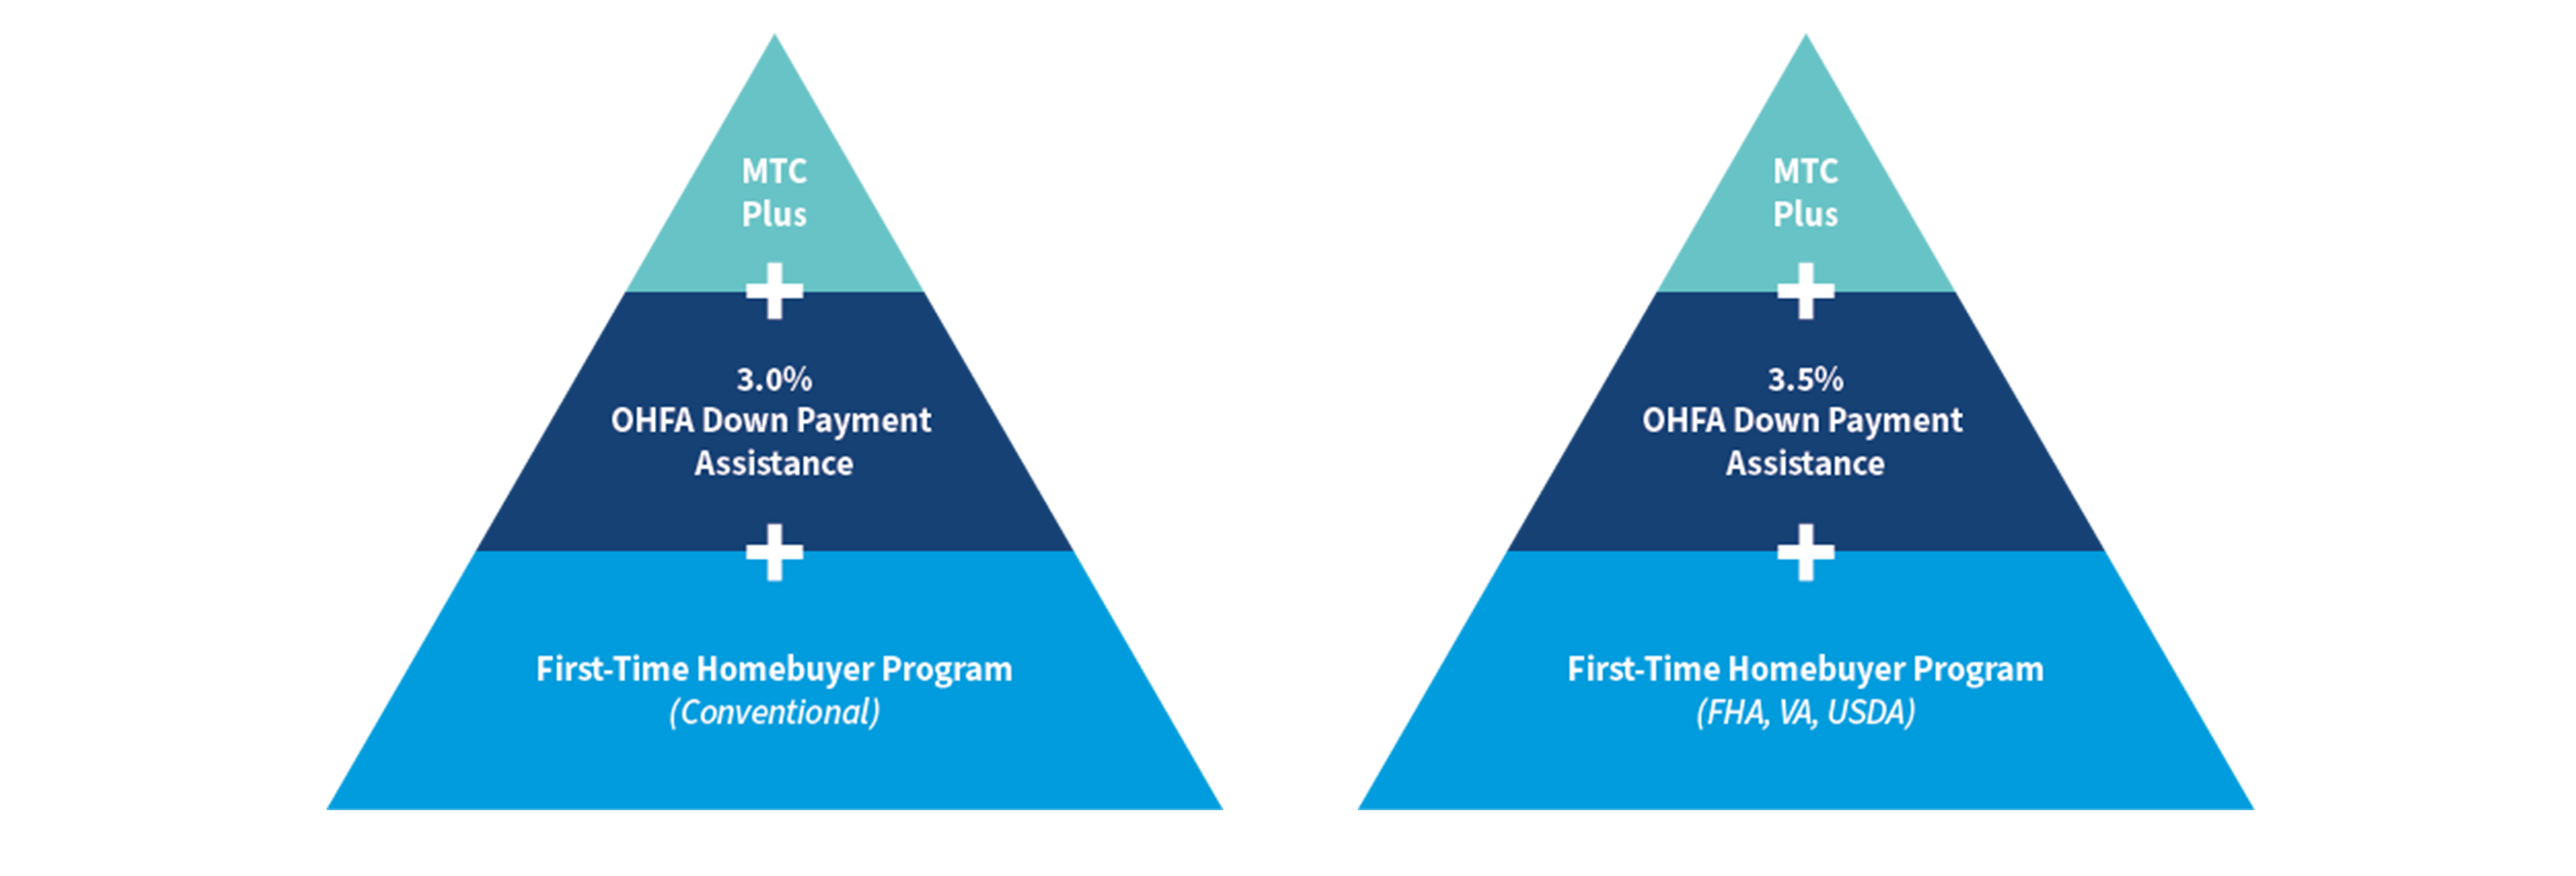 MTC
Plus
3.0%
OHFA Down Payment
Assistance
First-Time Homebuyer Program
(Conventional)
MTC
Plus
3.5%
OHFA Down Payment
Assistance
First-Time Homebuyer Program
(FHA, VA, USDA)